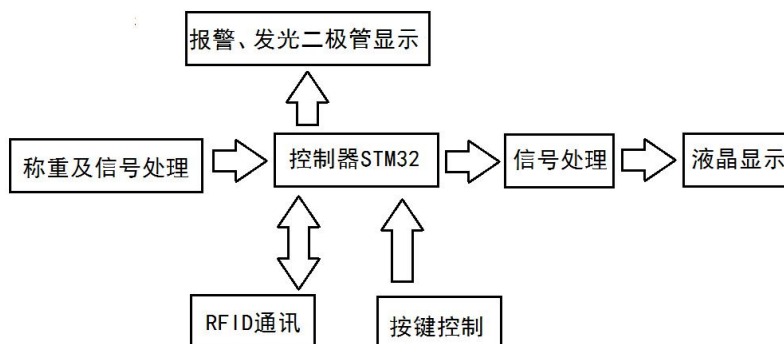 报警、发光二极管显示
称重及信号处理
控制器STM32
信号处理
液晶显示
RFID通讯
按键控制